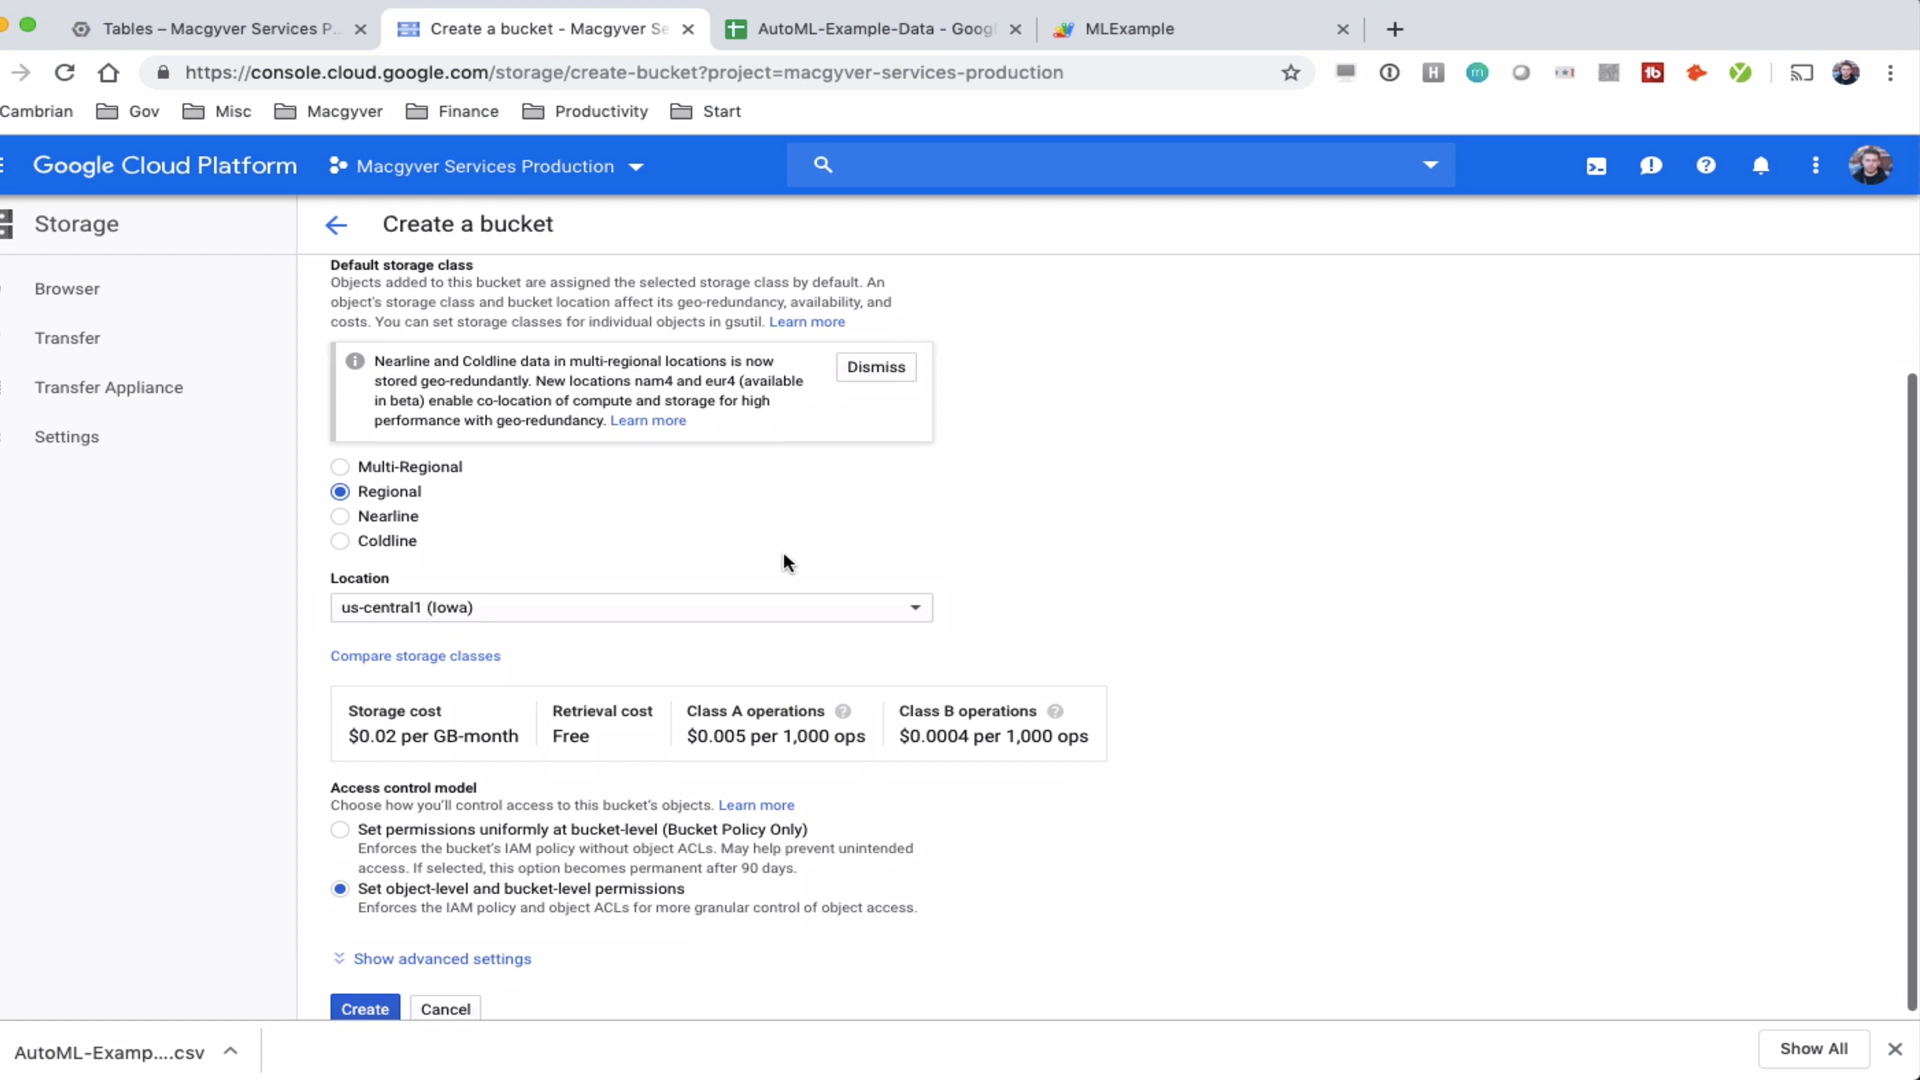 Tables – Macgyver Services P
Create a bucket - Macgyver Se
AutoML-Example-Data - Goog
MLExample
https://console.cloud.google.com/storage/create-bucket?project=macgyver-services-production
Cambrian
Gov
Misc
Macgyver
Finance
Productivity
Start
Google Cloud Platform
Macgyver Services Production
Storage
Create a bucket
Browser
Transfer
Transfer Appliance
Settings
Default storage class
Objects added to this bucket are assigned the selected storage class by default. An
object's storage class and bucket location affect its geo-redundancy, availability, and
costs. You can set storage classes for individual objects in gsutil. Learn more
Nearline and Coldline data in multi-regional locations is now
stored geo-redundantly. New locations nam4 and eur4 (available
in beta) enable co-location of compute and storage for high
performance with geo-redundancy. Learn more
Dismiss
Multi-Regional
Regional
Nearline
Coldline
Location
us-central1 (Iowa)
Compare storage classes
Storage cost
$0.02 per GB-month
Retrieval cost
Free
Class A operations
$0.005 per 1,000 ops
Class B operations
$0.0004 per 1,000 ops
Access control model
Choose how you'll control access to this bucket's objects. Learn more
Set permissions uniformly at bucket-level (Bucket Policy Only)
Enforces the bucket's IAM policy without object ACLs. May help prevent unintended
access. If selected, this option becomes permanent after 90 days.
Set object-level and bucket-level permissions
Enforces the IAM policy and object ACLs for more granular control of object access.
Show advanced settings
Create
Cancel
AutoML-Examp....csv
Show All